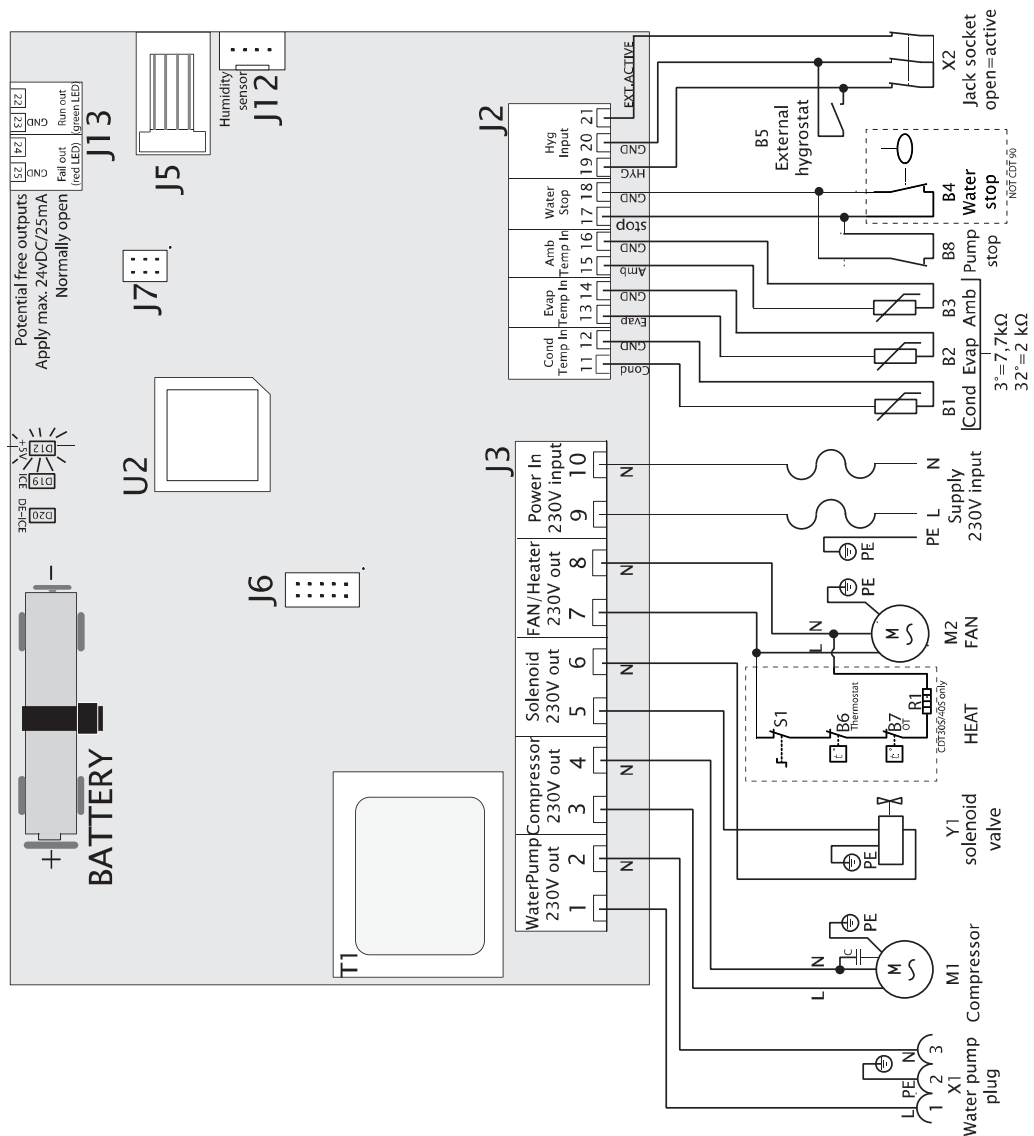 22
23
24
25
GND
GND
Run out
(green LED)
Fail out
(red LED)
J13
Potential free outputs
Apply max. 24vDC/25mA
Normally open
J5
Humidity
sensor
J12
J7
+5V
D12
ICE
D19
DE-ICE
D20
U2
J6
+
−
BATTERY
T1
J2
Hyg
Input
Water
Stop
Amb
Temp In
Evap
Temp In
Cond
Temp In
21
20
19
18
17
16
15
14
13
12
11
EXT.ACTIVE
GND
HYG
GND
stop
GND
Amb
GND
Evap
GND
Cond
J3
Power In
230V input
FAN/Heater
230V out
Solenoid
230V out
Compressor
230V out
WaterPump
230V out
10
9
8
7
6
5
4
3
2
1
N
N
N
N
N
X2
Jack socket
open=active
B5
External
hygrostat
B4
Water
stop
NOT CDT 90
B8
Pump
stop
B3
Amb
B2
Evap
B1
Cond
3°=7,7kΩ
32°=2 kΩ
N
L
PE
PE
Supply
230V input
PE
N
L
M
M2
FAN
S1
B6
Thermostat
t°
B7
OT
t°
R1
CDT30S/40S only
HEAT
PE
Y1
solenoid
valve
PE
C
N
L
M
M1
Compressor
N
PE
L
3
2
1
X1
Water pump
plug